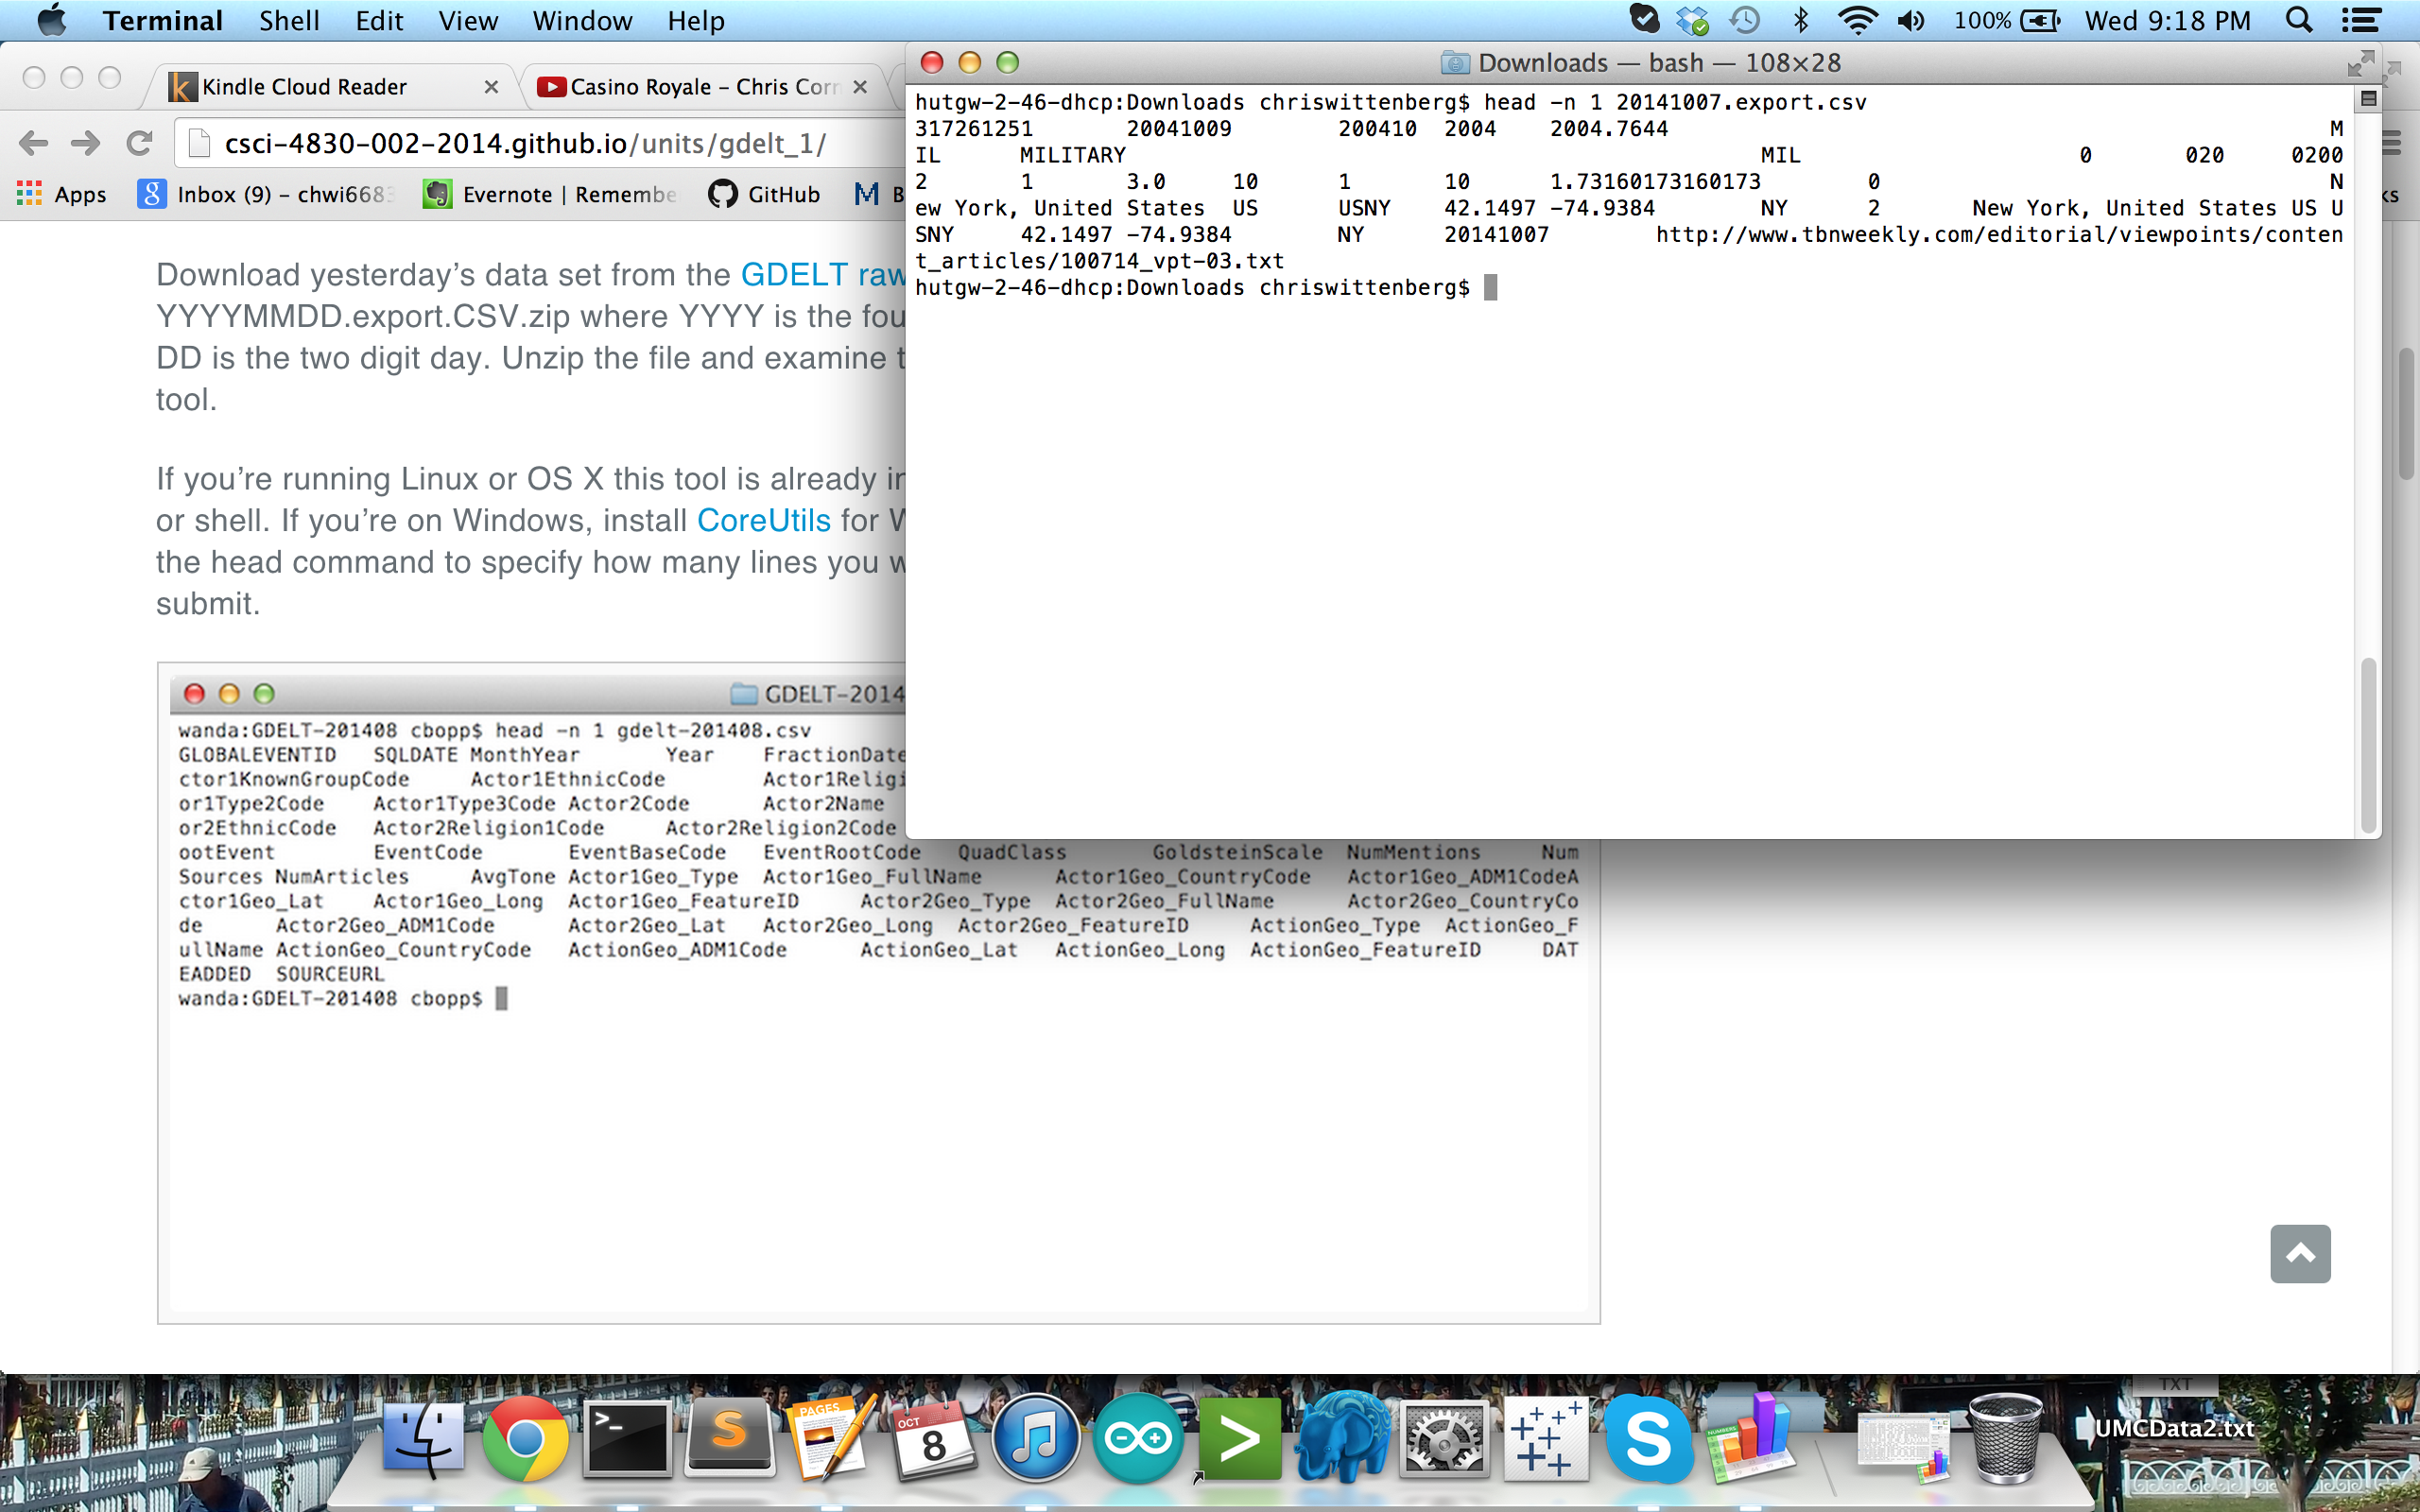 Terminal Shell Edit View Window Help 100% Wed 9:18 PM
Kindle Cloud Reader
Casino Royale – Chris Corn
csci-4830-002-2014.github.io/units/gdelt_1/
Apps Inbox (9) – chwi6683 Evernote | Remembe GitHub
Download yesterday’s data set from the GDELT raw
YYYYMMDD.export.CSV.zip where YYYY is the fou
DD is the two digit day. Unzip the file and examine t
tool.
If you’re running Linux or OS X this tool is already in
or shell. If you’re on Windows, install CoreUtils for W
the head command to specify how many lines you w
submit.
GDELT-2014
wanda:GDELT-201408 cbopp$ head -n 1 gdelt-201408.csv
GLOBALEVENTID SQLDATE MonthYear Year FractionDate
ctor1KnownGroupCode Actor1EthnicCode Actor1Religi
or1Type2Code Actor1Type3Code Actor2Code Actor2Name
or2EthnicCode Actor2Religion1Code Actor2Religion2Code
ootEvent EventCode EventBaseCode EventRootCode QuadClass GoldsteinScale NumMentions Num
Sources NumArticles AvgTone Actor1Geo_Type Actor1Geo_FullName Actor1Geo_CountryCode Actor1Geo_ADM1CodeA
ctor1Geo_Lat Actor1Geo_Long Actor1Geo_FeatureID Actor2Geo_Type Actor2Geo_FullName Actor2Geo_CountryCo
de Actor2Geo_ADM1Code Actor2Geo_Lat Actor2Geo_Long Actor2Geo_FeatureID ActionGeo_Type ActionGeo_F
ullName ActionGeo_CountryCode ActionGeo_ADM1Code ActionGeo_Lat ActionGeo_Long ActionGeo_FeatureID DAT
EADDED SOURCEURL
wanda:GDELT-201408 cbopp$
Downloads — bash — 108×28
hutgw-2-46-dhcp:Downloads chriswittenberg$ head -n 1 20141007.export.csv
317261251 20041009 200410 2004 2004.7644 M
IL MILITARY MIL 0 020 0200
2 1 3.0 10 1 10 1.73160173160173 0 N
ew York, United States US USNY 42.1497 -74.9384 NY 2 New York, United States US U
SNY 42.1497 -74.9384 NY 20141007 http://www.tbnweekly.com/editorial/viewpoints/conten
t_articles/100714_vpt-03.txt
hutgw-2-46-dhcp:Downloads chriswittenberg$
PAGES
OCT
8
NUMBERS
TXT
UMCData2.txt